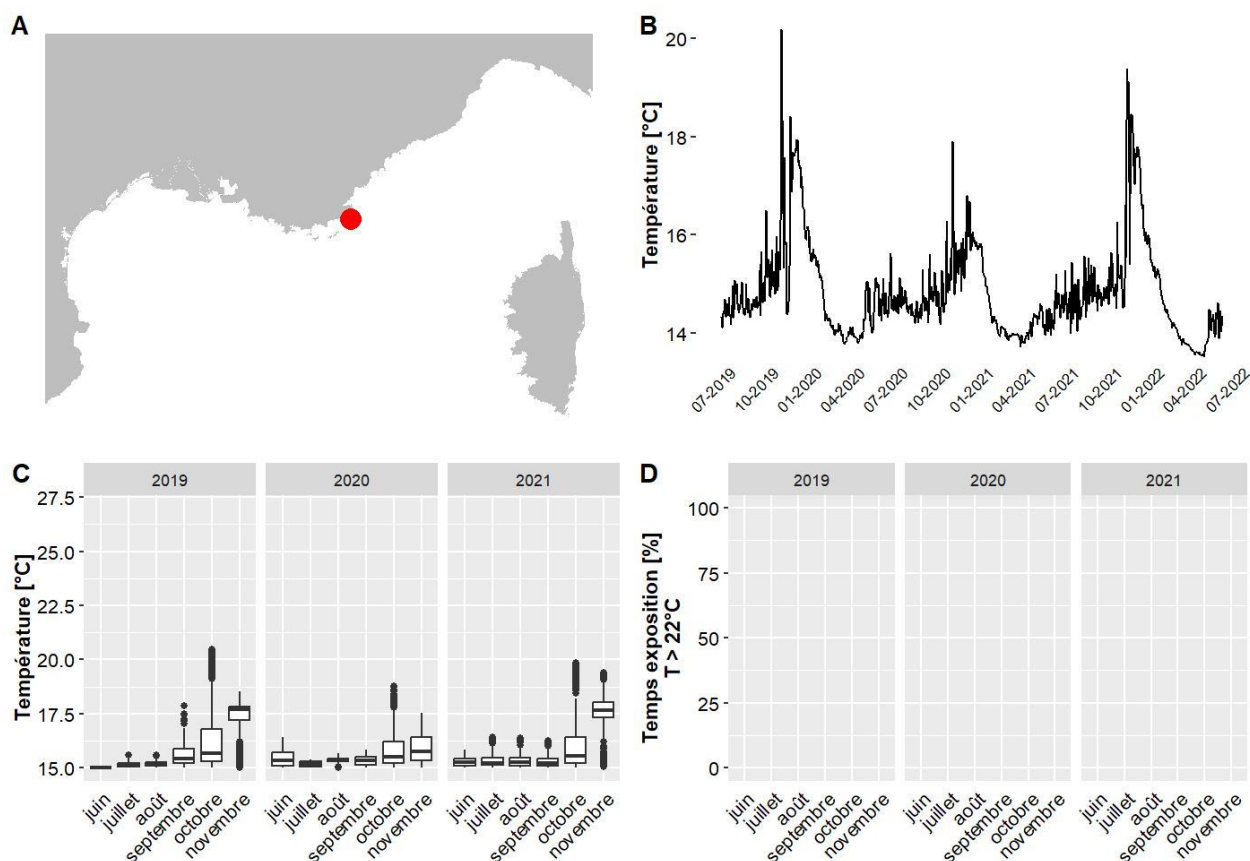 A
B
Température [°C]
20
18
16
14
07-2019
10-2019
01-2020
04-2020
07-2020
10-2020
01-2021
04-2021
07-2021
10-2021
01-2022
04-2022
07-2022
C
2019
2020
2021
Température [°C]
27.5
25.0
22.5
20.0
17.5
15.0
juin
juillet
août
septembre
octobre
novembre
juin
juillet
août
septembre
octobre
novembre
juin
juillet
août
septembre
octobre
novembre
D
2019
2020
2021
Temps exposition [%]
T > 22°C
100
75
50
25
0
juin
juillet
août
septembre
octobre
novembre
juin
juillet
août
septembre
octobre
novembre
juin
juillet
août
septembre
octobre
novembre